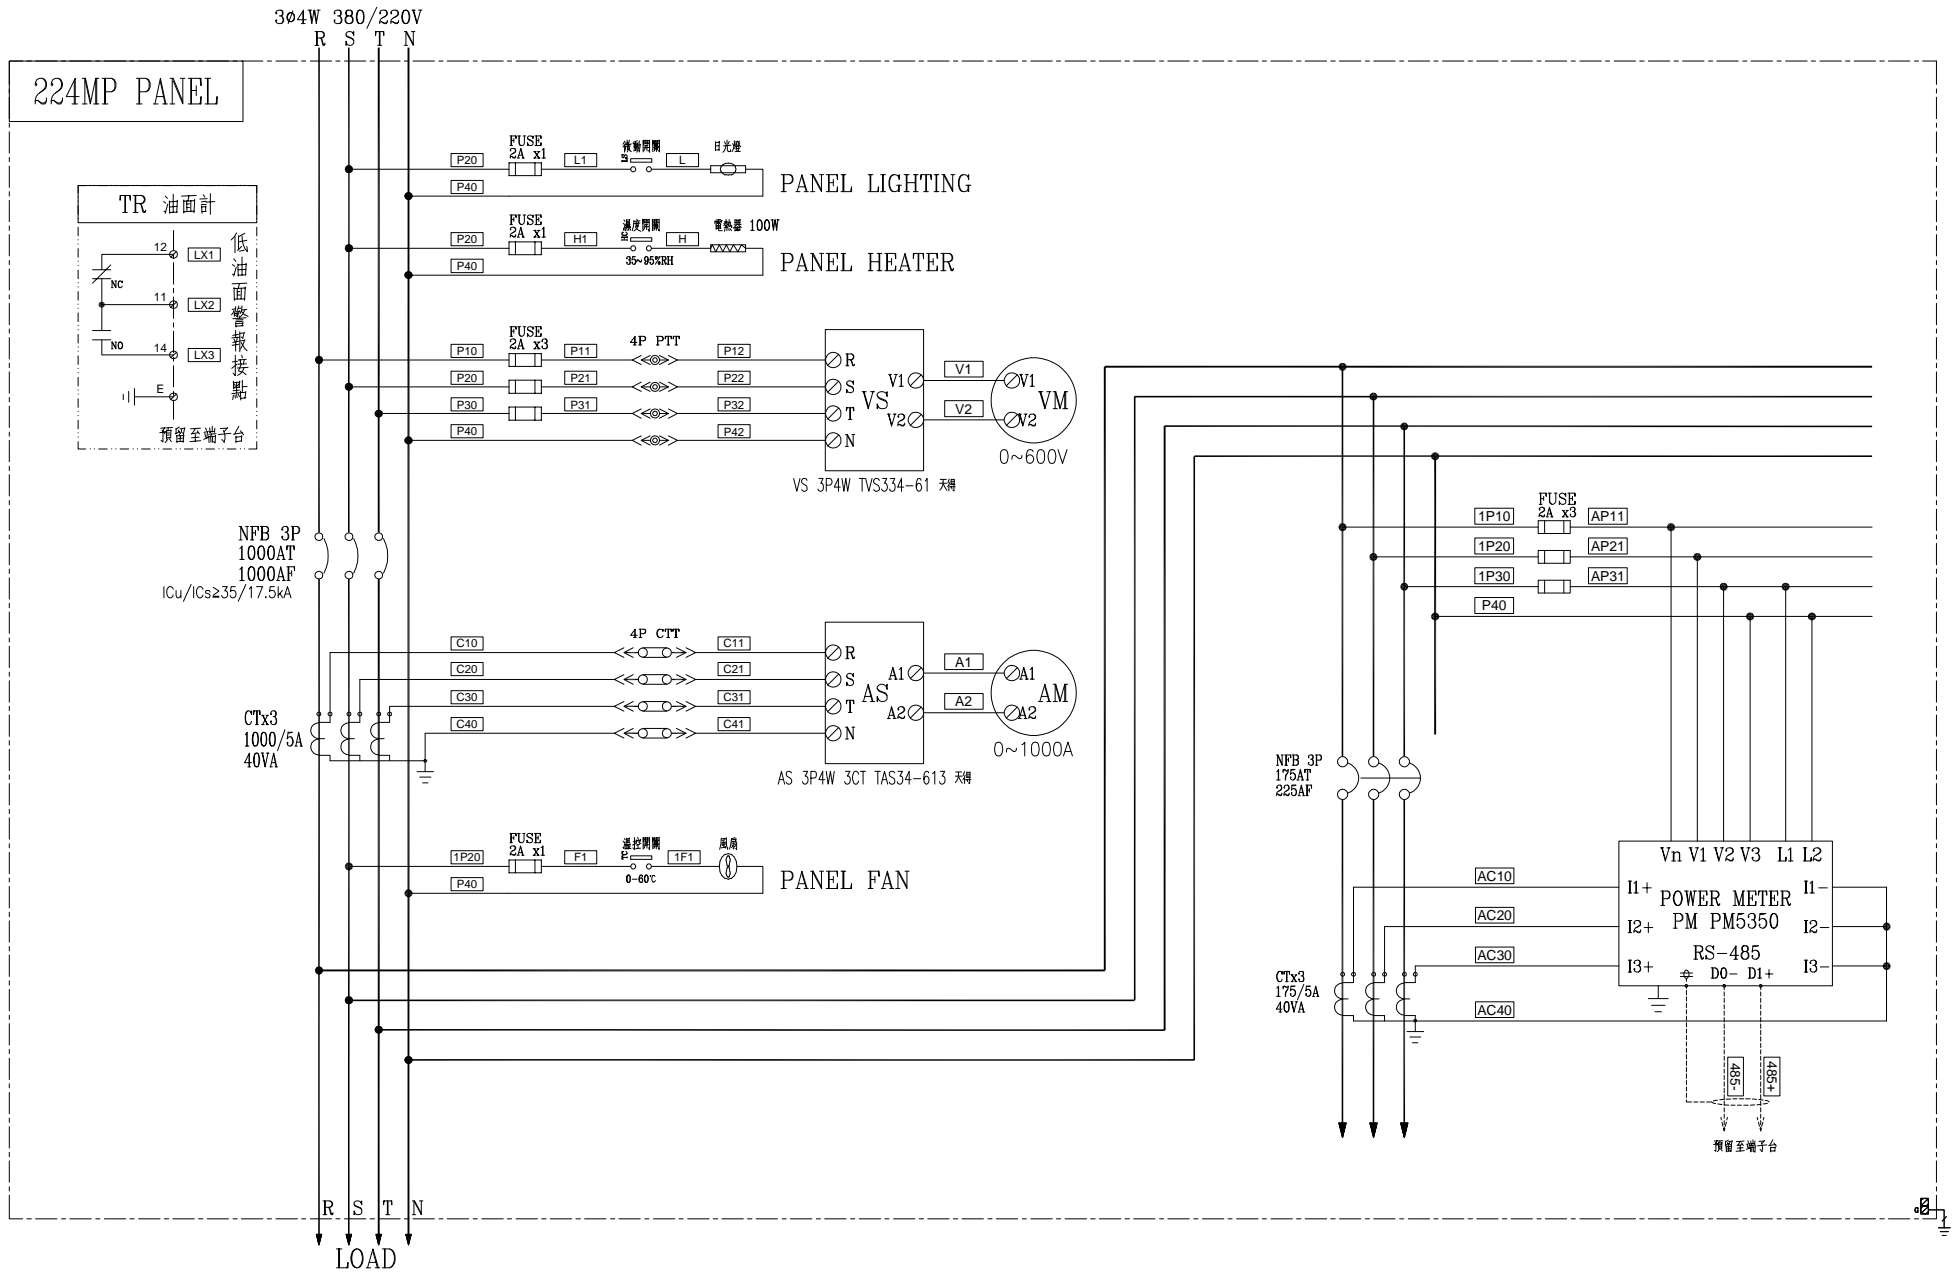 3ø4W 380/220V
R S T N
224MP PANEL
FUSE
2A x1
P20
L1
後動開關
LS
L
日光燈
P40
PANEL LIGHTING
FUSE
2A x1
P20
H1
濕度開關
HC
H
電熱器 100W
35~95%RH
P40
PANEL HEATER
TR 油面計
12
LX1
NC
11
LX2
NO
14
LX3
E
低油面警報接點
預留至端子台
FUSE
2A x3
4P PTT
P10
P11
P12
R
P20
P21
P22
S
P30
P31
P32
T
P40
P42
N
VS
V1
V2
V1
V2
V1
V2
VM
0~600V
VS 3P4W TVS334-61 天得
NFB 3P
1000AT
1000AF
ICu/ICs≥35/17.5kA
4P CTT
C10
C11
R
C20
C21
S
C30
C31
T
C40
C41
N
AS
A1
A2
A1
A2
A1
A2
AM
0~1000A
AS 3P4W 3CT TAS34-613 天得
CTx3
1000/5A
40VA
FUSE
2A x1
1P20
F1
溫控開關
TC
1F1
風扇
0-60℃
P40
PANEL FAN
FUSE
2A x3
1P10
AP11
1P20
AP21
1P30
AP31
P40
NFB 3P
175AT
225AF
Vn V1 V2 V3 L1 L2
AC10
I1+
I1-
POWER METER
PM PM5350
AC20
I2+
I2-
RS-485
AC30
I3+
I3-
D0- D1+
CTx3
175/5A
40VA
AC40
485-
485+
預留至端子台
R S T N
LOAD
G